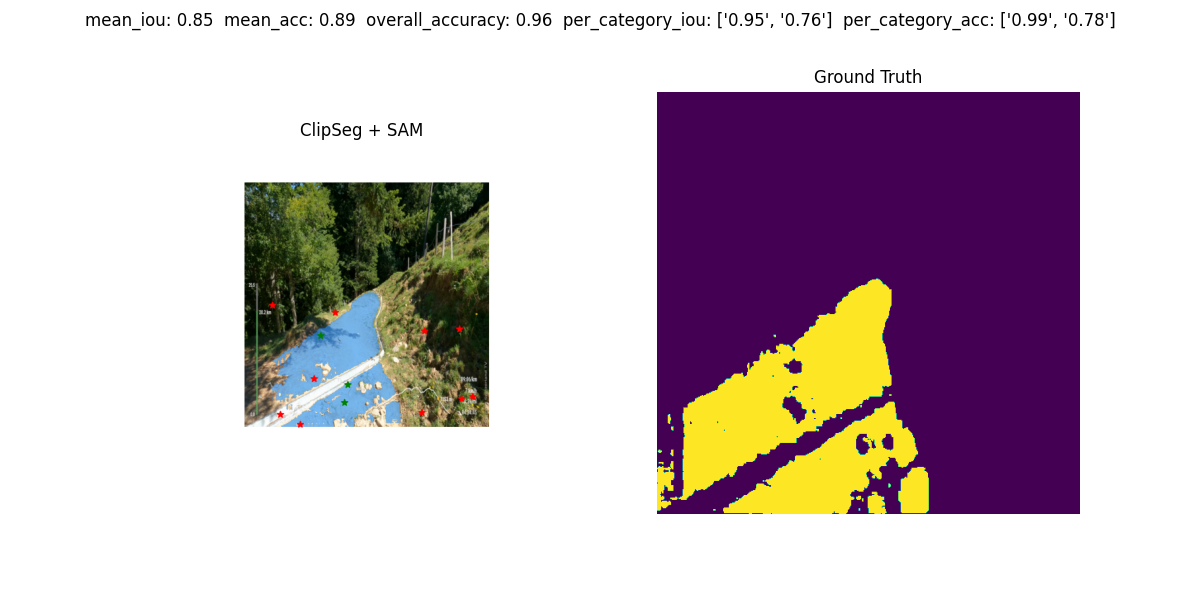 mean_iou: 0.85 mean_acc: 0.89 overall_accuracy: 0.96 per_category_iou: ['0.95', '0.76'] per_category_acc: ['0.99', '0.78']
Ground Truth
ClipSeg + SAM